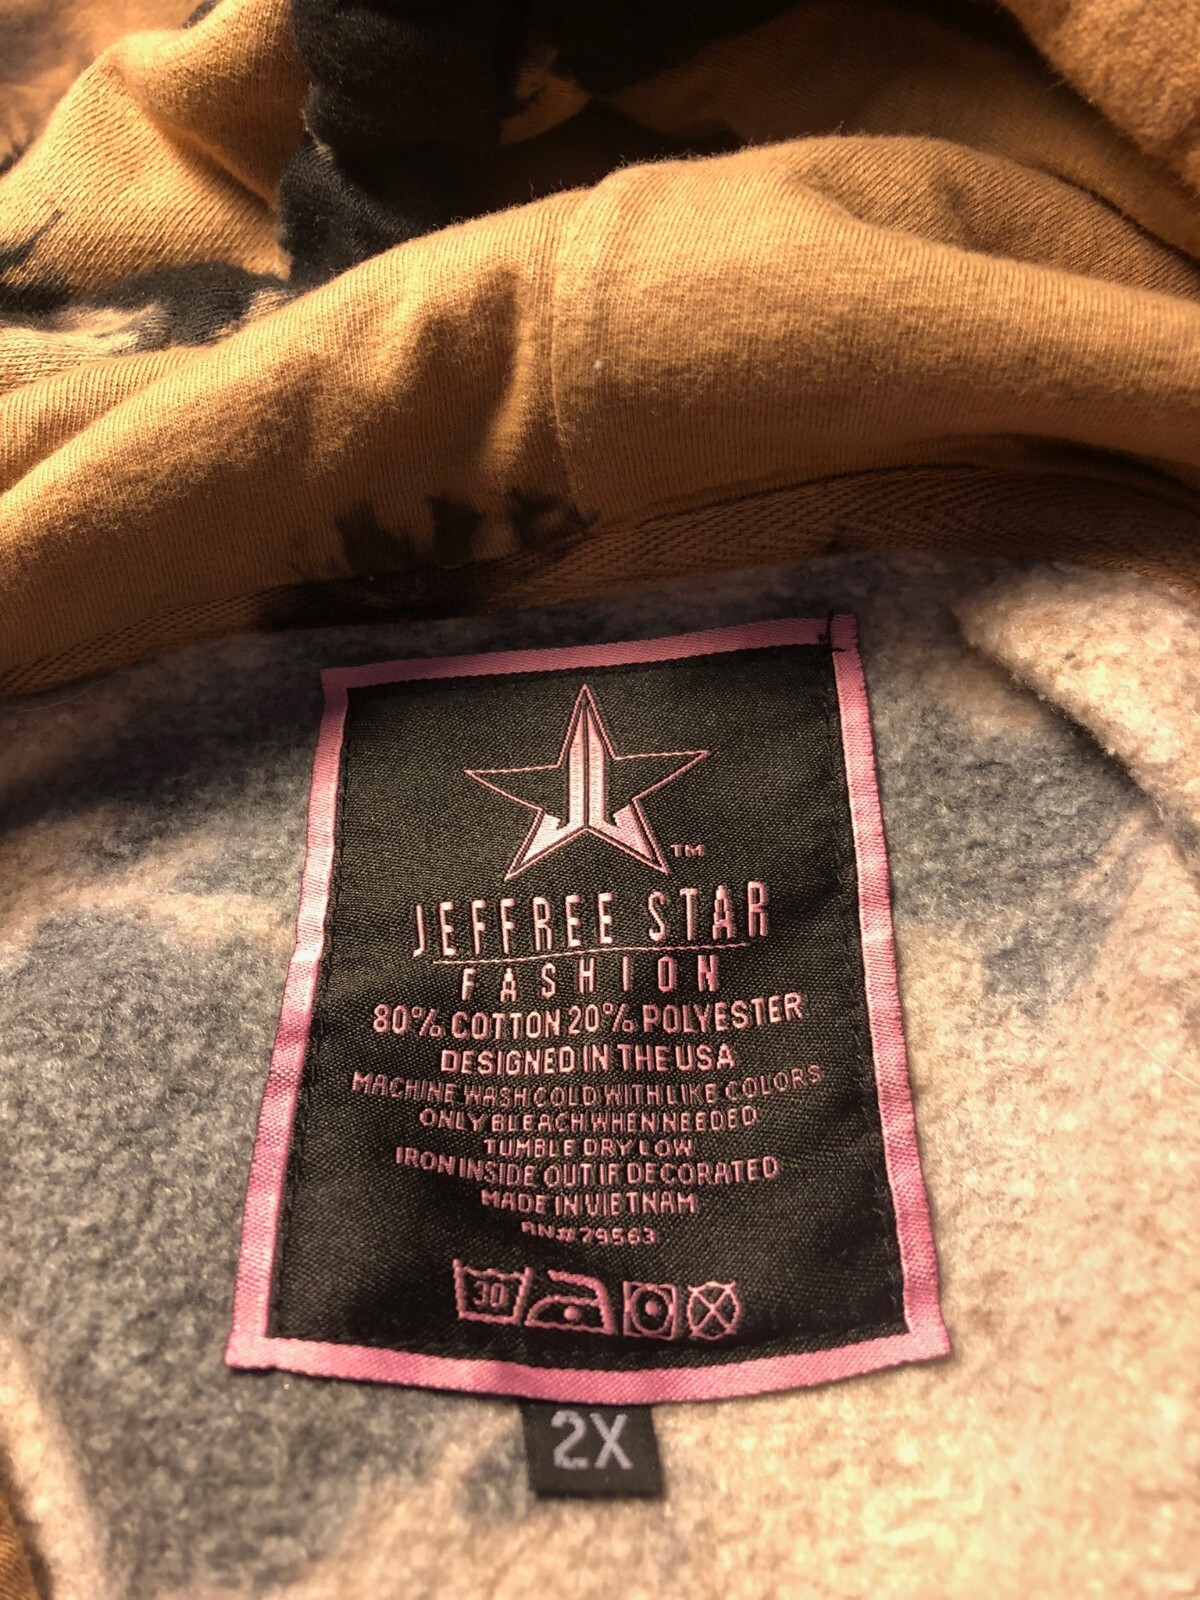 TM
JEFFREE STAR
FASHION
80% COTTON 20% POLYESTER
DESIGNED IN THE USA
MACHINE WASH COLD WITH LIKE COLORS
ONLY BLEACH WHEN NEEDED
TUMBLE DRY LOW
IRON INSIDE OUT IF DECORATED
MADE IN VIETNAM
RN# 79563
30
2X